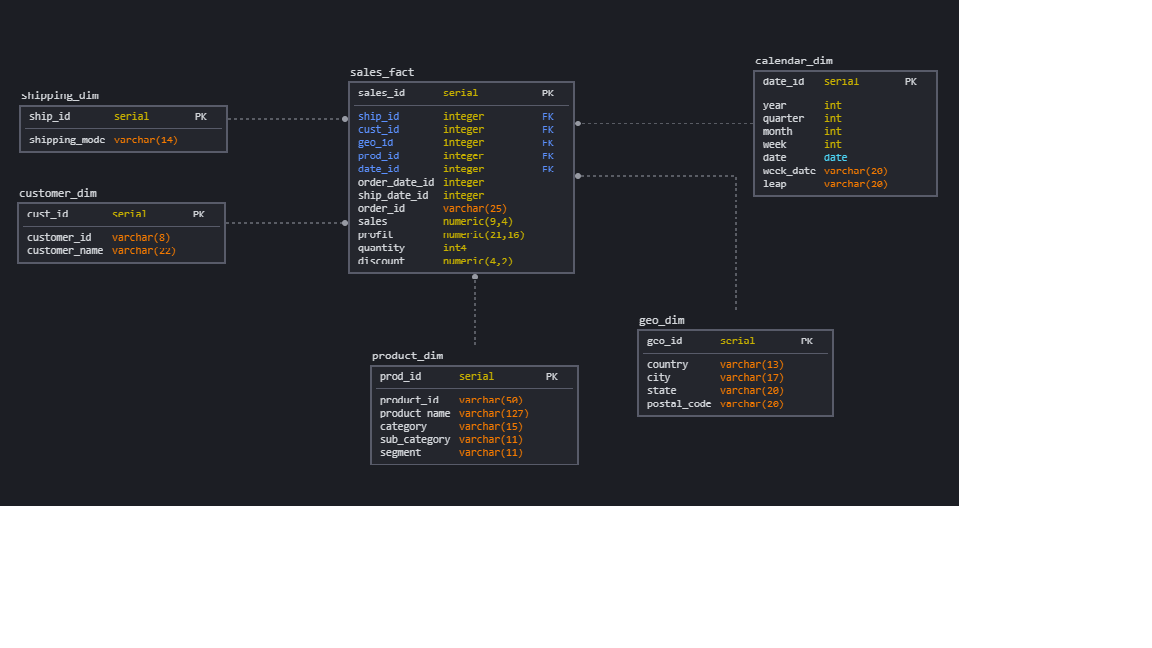 shipping_dim
ship_id serial PK
shipping_mode varchar(14)
customer_dim
cust_id serial PK
customer_id varchar(8)
customer_name varchar(22)
sales_fact
sales_id serial PK
ship_id integer FK
cust_id integer FK
geo_id integer FK
prod_id integer FK
date_id integer FK
order_date_id integer
ship_date_id integer
order_id varchar(25)
sales numeric(9,4)
profit numeric(21,16)
quantity int4
discount numeric(4,2)
product_dim
prod_id serial PK
product_id varchar(50)
product_name varchar(127)
category varchar(15)
sub_category varchar(11)
segment varchar(11)
calendar_dim
date_id serial PK
year int
quarter int
month int
week int
date date
week_date varchar(20)
leap varchar(20)
geo_dim
geo_id serial PK
country varchar(13)
city varchar(17)
state varchar(20)
postal_code varchar(20)